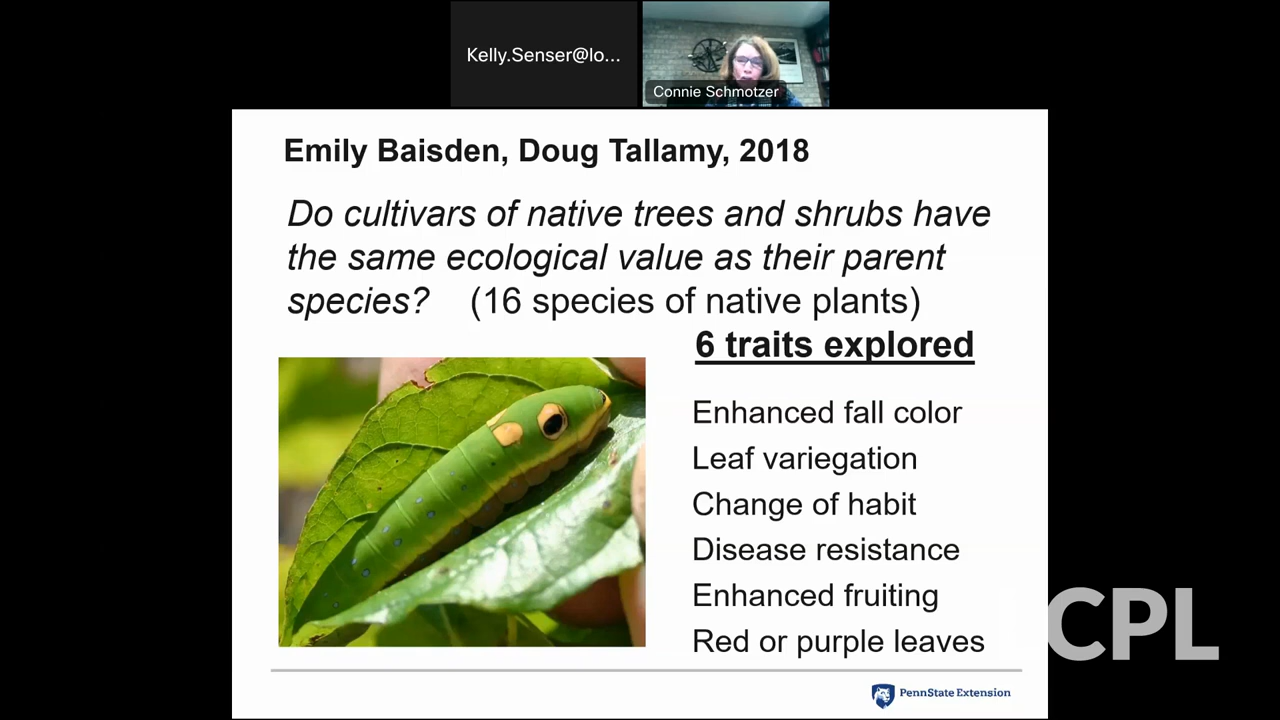 Kelly.Senser@lo...
Connie Schmotzer
Emily Baisden, Doug Tallamy, 2018
Do cultivars of native trees and shrubs have
the same ecological value as their parent
species? (16 species of native plants)
6 traits explored
Enhanced fall color
Leaf variegation
Change of habit
Disease resistance
Enhanced fruiting
Red or purple leaves
CPL
PennState Extension